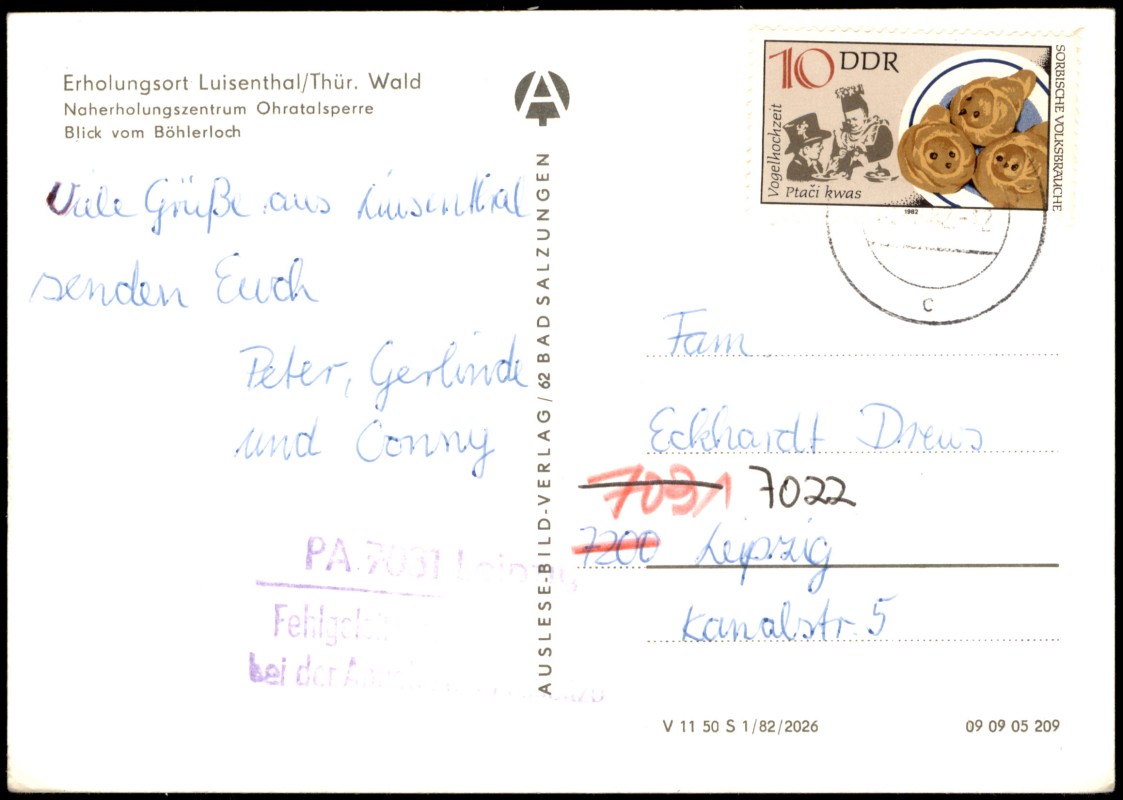 Erholungsort Luisenthal/Thür. Wald
Naherholungszentrum Ohratalsperre
Blick vom Böhlerloch
Viele Grüße aus Luisenthal
senden Euch
Peter, Gerlinde
und Conny
PA 7031 Leipzig
bei der
AUSLESE-BILD-VERLAG / 62 BAD SALZUNGEN
10 DDR
Vogelhochzeit
Ptači kwas
SORBISCHE VOLKSBRÄUCHE
1982
c
Fam.
Eckhardt Drews
7031 7022
7200 Leipzig
Kanalstr. 5
V 11 50 S 1/82/2026
09 09 05 209